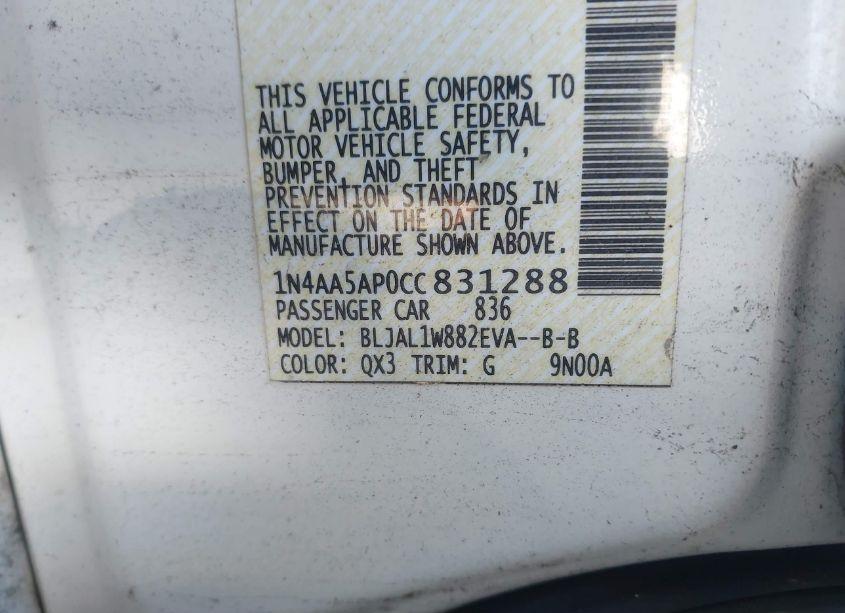 THIS VEHICLE CONFORMS TO
ALL APPLICABLE FEDERAL
MOTOR VEHICLE SAFETY,
BUMPER, AND THEFT
PREVENTION STANDARDS IN
EFFECT ON THE DATE OF
MANUFACTURE SHOWN ABOVE.
1N4AA5AP0CC831288
PASSENGER CAR 836
MODEL: BLJAL1W882EVA--B-B
COLOR: QX3 TRIM: G 9N00A